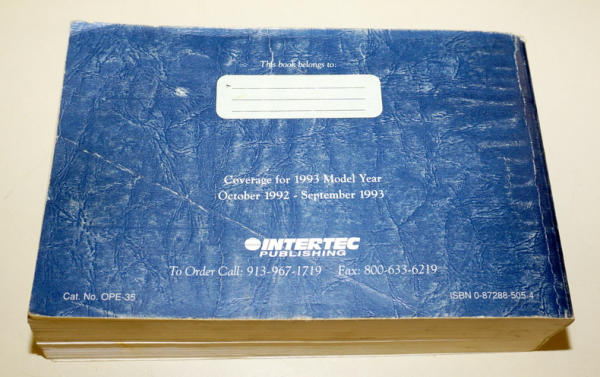 This book belongs to:
Coverage for 1993 Model Year
October 1992 - September 1993
INTERTEC
PUBLISHING
To Order Call: 913-967-1719 Fax: 800-633-6219
Cat. No. OPE-35
ISBN 0-87288-505-4